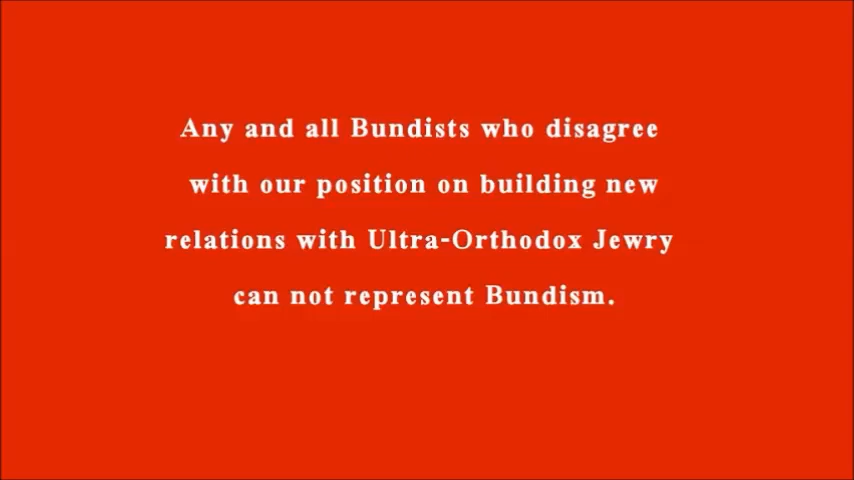 Any and all Bundists who disagree
with our position on building new
relations with Ultra-Orthodox Jewry
can not represent Bundism.